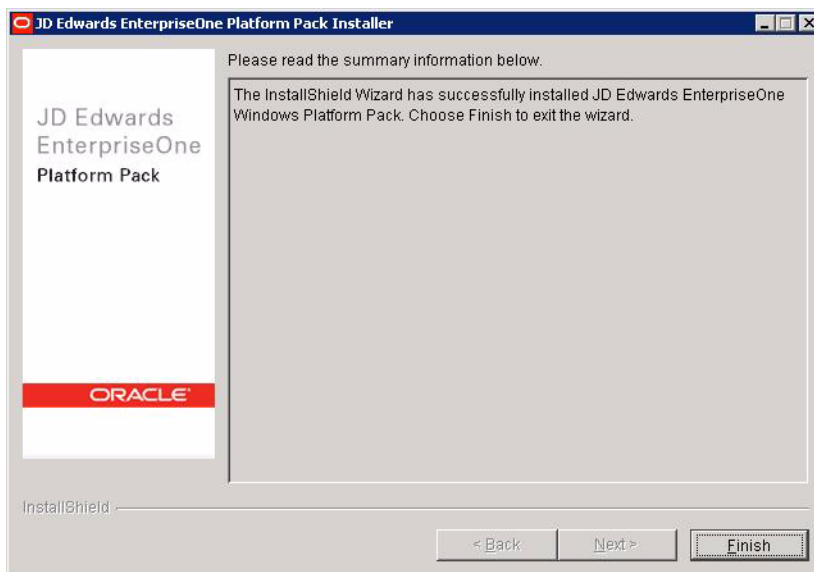 JD Edwards EnterpriseOne Platform Pack Installer
JD Edwards
EnterpriseOne
Platform Pack
ORACLE
Please read the summary information below.
The InstallShield Wizard has successfully installed JD Edwards EnterpriseOne
Windows Platform Pack. Choose Finish to exit the wizard.
InstallShield
< Back
Next >
Finish